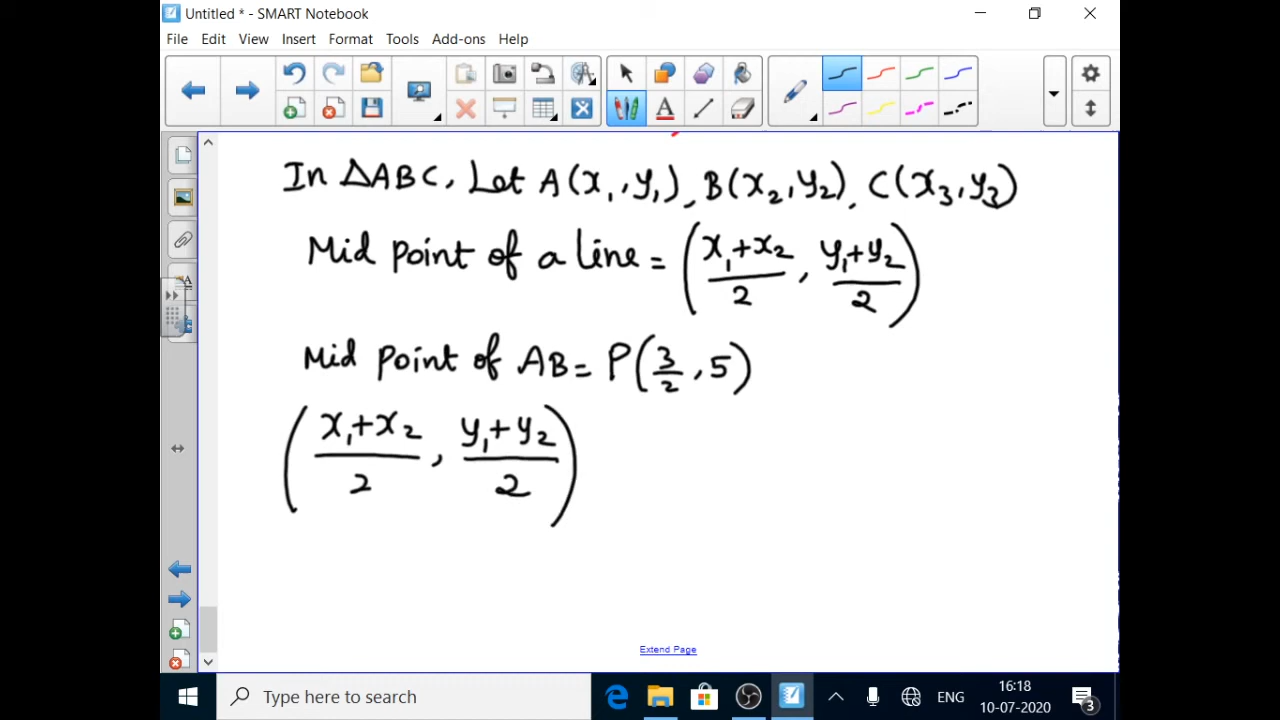 Untitled * - SMART Notebook
File Edit View Insert Format Tools Add-ons Help
In ΔABC, Let A(x₁,y₁), B(x₂,y₂), C(x₃,y₃)
Mid point of a line = ((x₁+x₂)/2, (y₁+y₂)/2)
Mid point of AB = P(3/2, 5)
((x₁+x₂)/2, (y₁+y₂)/2)
Extend Page
Type here to search
ENG
16:18
10-07-2020
3